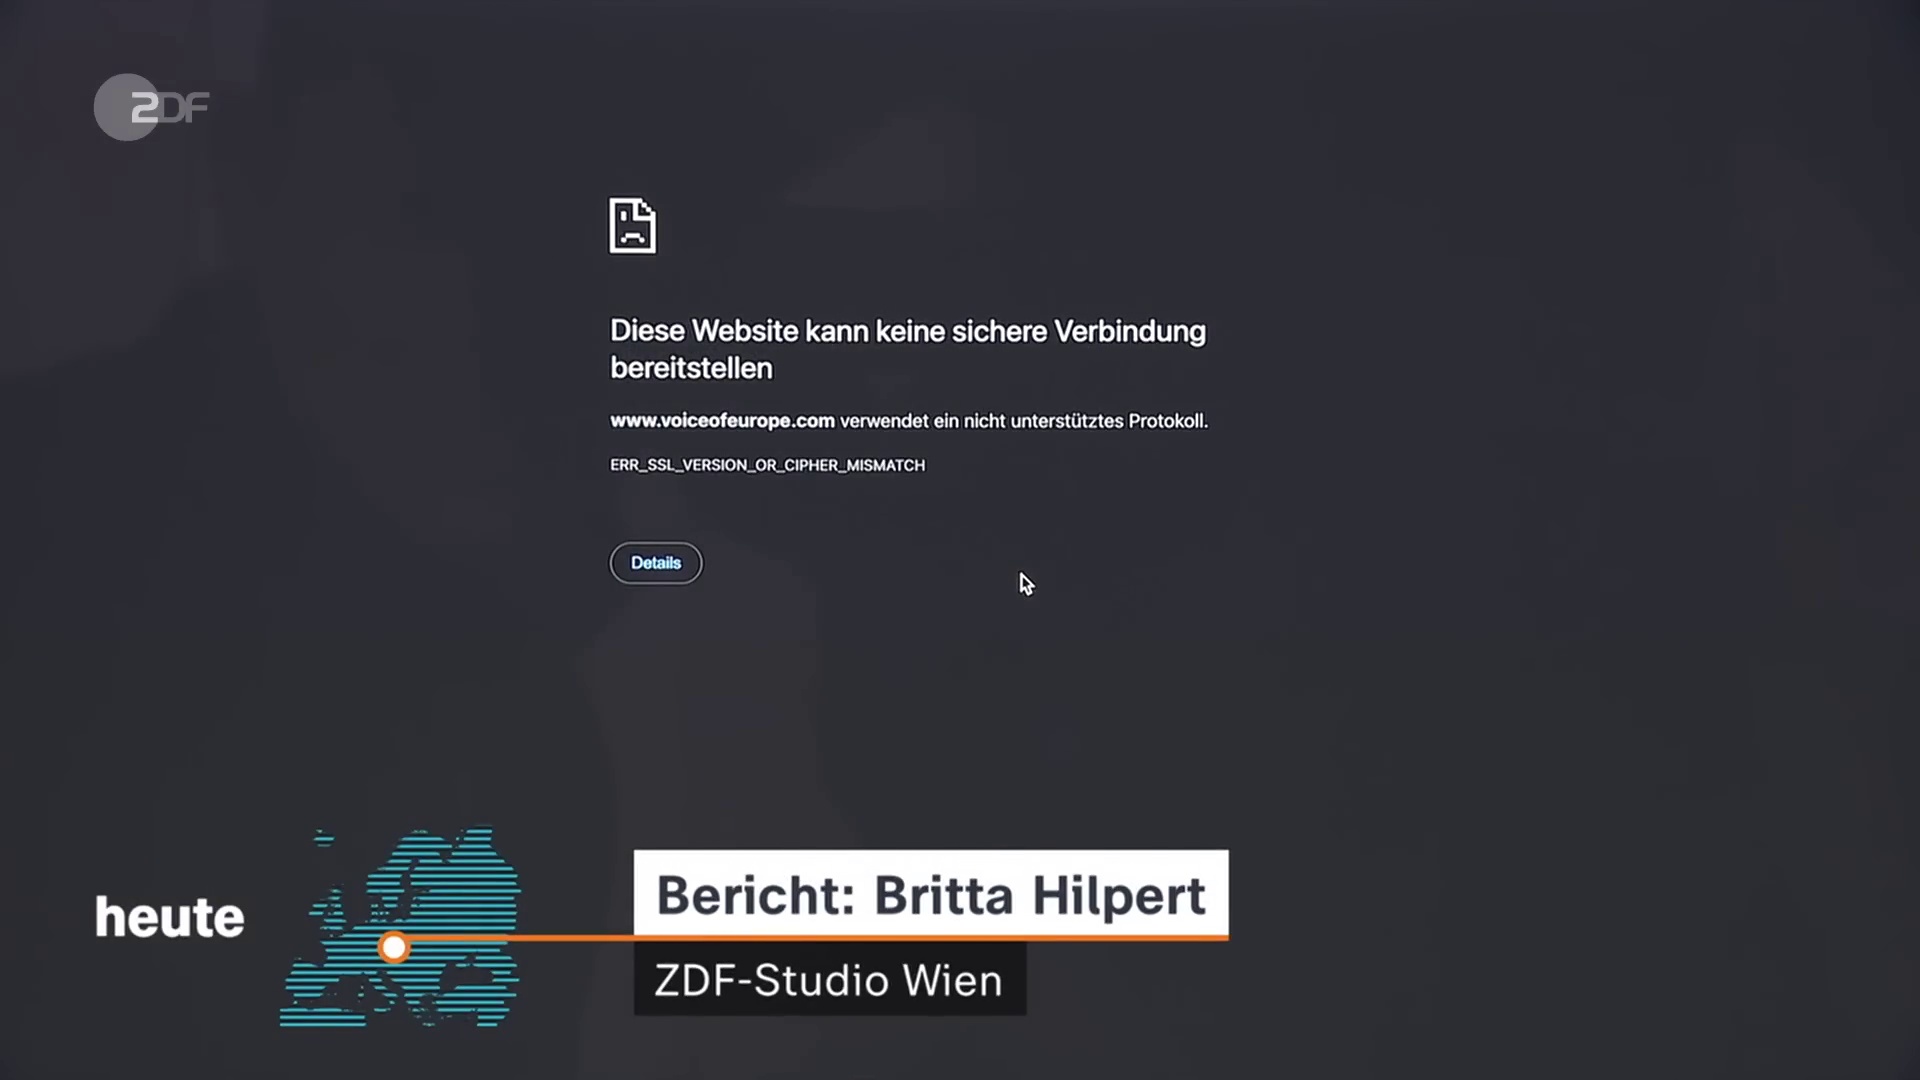 ZDF
Diese Website kann keine sichere Verbindung
bereitstellen
www.voiceofeurope.com verwendet ein nicht unterstütztes Protokoll.
ERR_SSL_VERSION_OR_CIPHER_MISMATCH
Details
heute
Bericht: Britta Hilpert
ZDF-Studio Wien